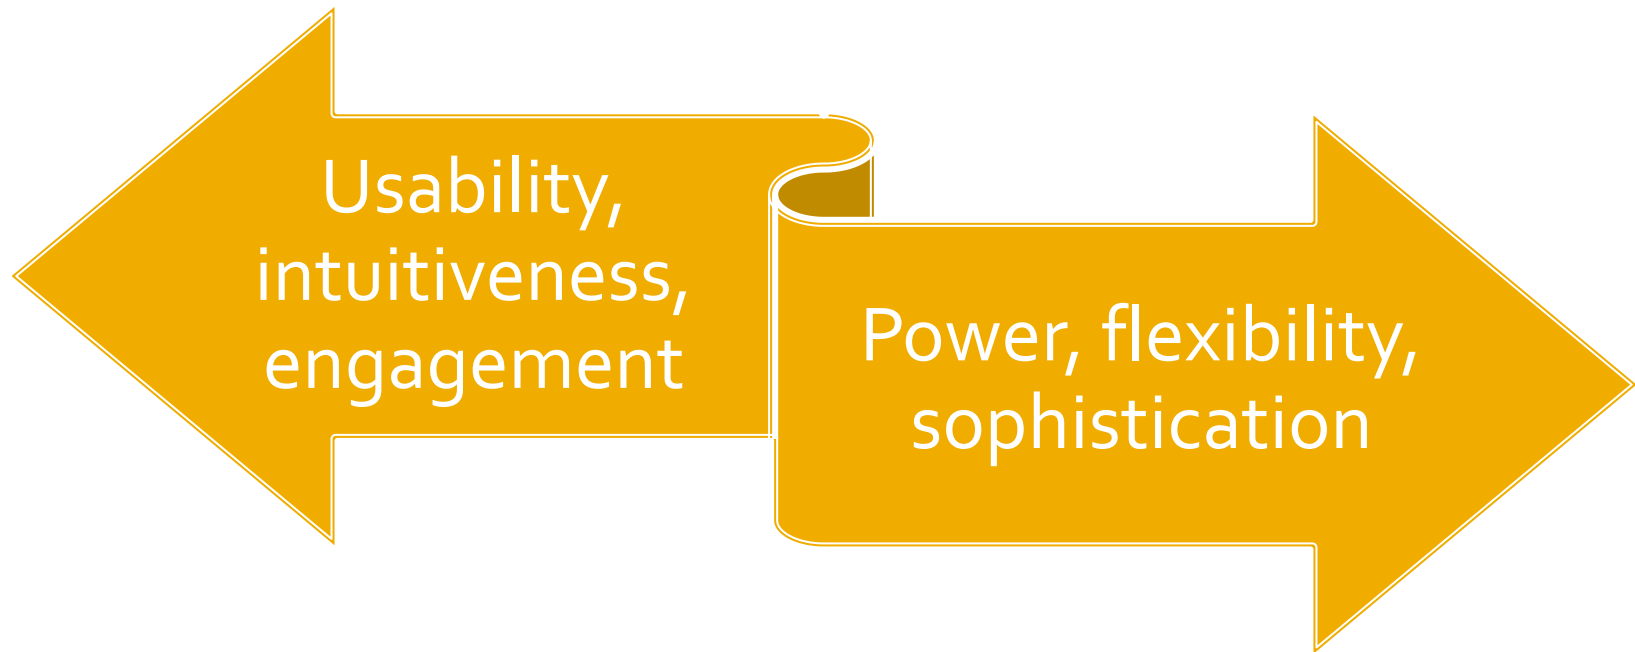 Usability,
intuitiveness,
engagement
Power, flexibility,
sophistication